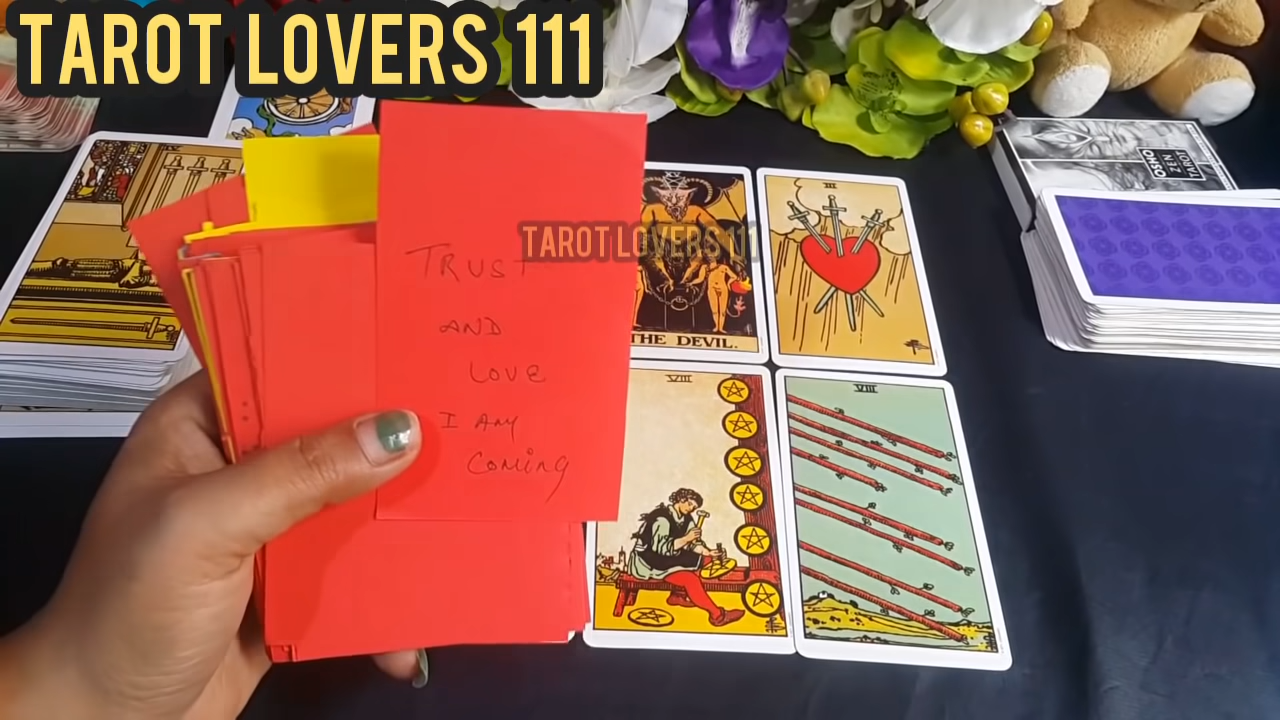 TAROT LOVERS 111
TRUST
AND
LOVE
I AM
COMING
TAROT LOVERS 111
THE DEVIL.
III
VIII
VIII
OSHO
ZEN
TAROT